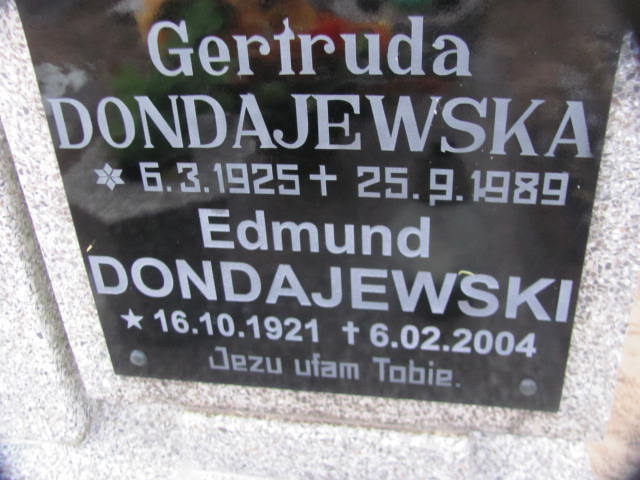 Gertruda
DONDAJEWSKA
* 6.3.1925 + 25.9.1989
Edmund
DONDAJEWSKI
★ 16.10.1921 † 6.02.2004
Jezu ufam Tobie.